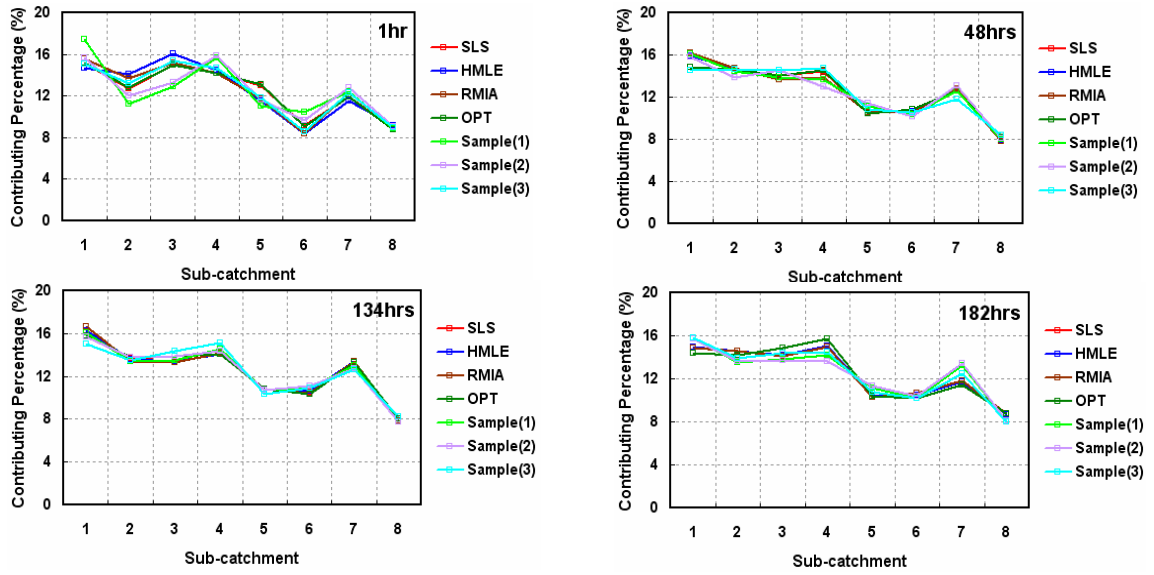 1hr
Contributing Percentage (%)
20
16
12
8
4
0
1 2 3 4 5 6 7 8
Sub-catchment
SLS
HMLE
RMIA
OPT
Sample(1)
Sample(2)
Sample(3)
48hrs
Contributing Percentage (%)
20
16
12
8
4
0
1 2 3 4 5 6 7 8
Sub-catchment
SLS
HMLE
RMIA
OPT
Sample(1)
Sample(2)
Sample(3)
134hrs
Contributing Percentage (%)
20
16
12
8
4
0
1 2 3 4 5 6 7 8
Sub-catchment
SLS
HMLE
RMIA
OPT
Sample(1)
Sample(2)
Sample(3)
182hrs
Contributing Percentage (%)
20
16
12
8
4
0
1 2 3 4 5 6 7 8
Sub-catchment
SLS
HMLE
RMIA
OPT
Sample(1)
Sample(2)
Sample(3)